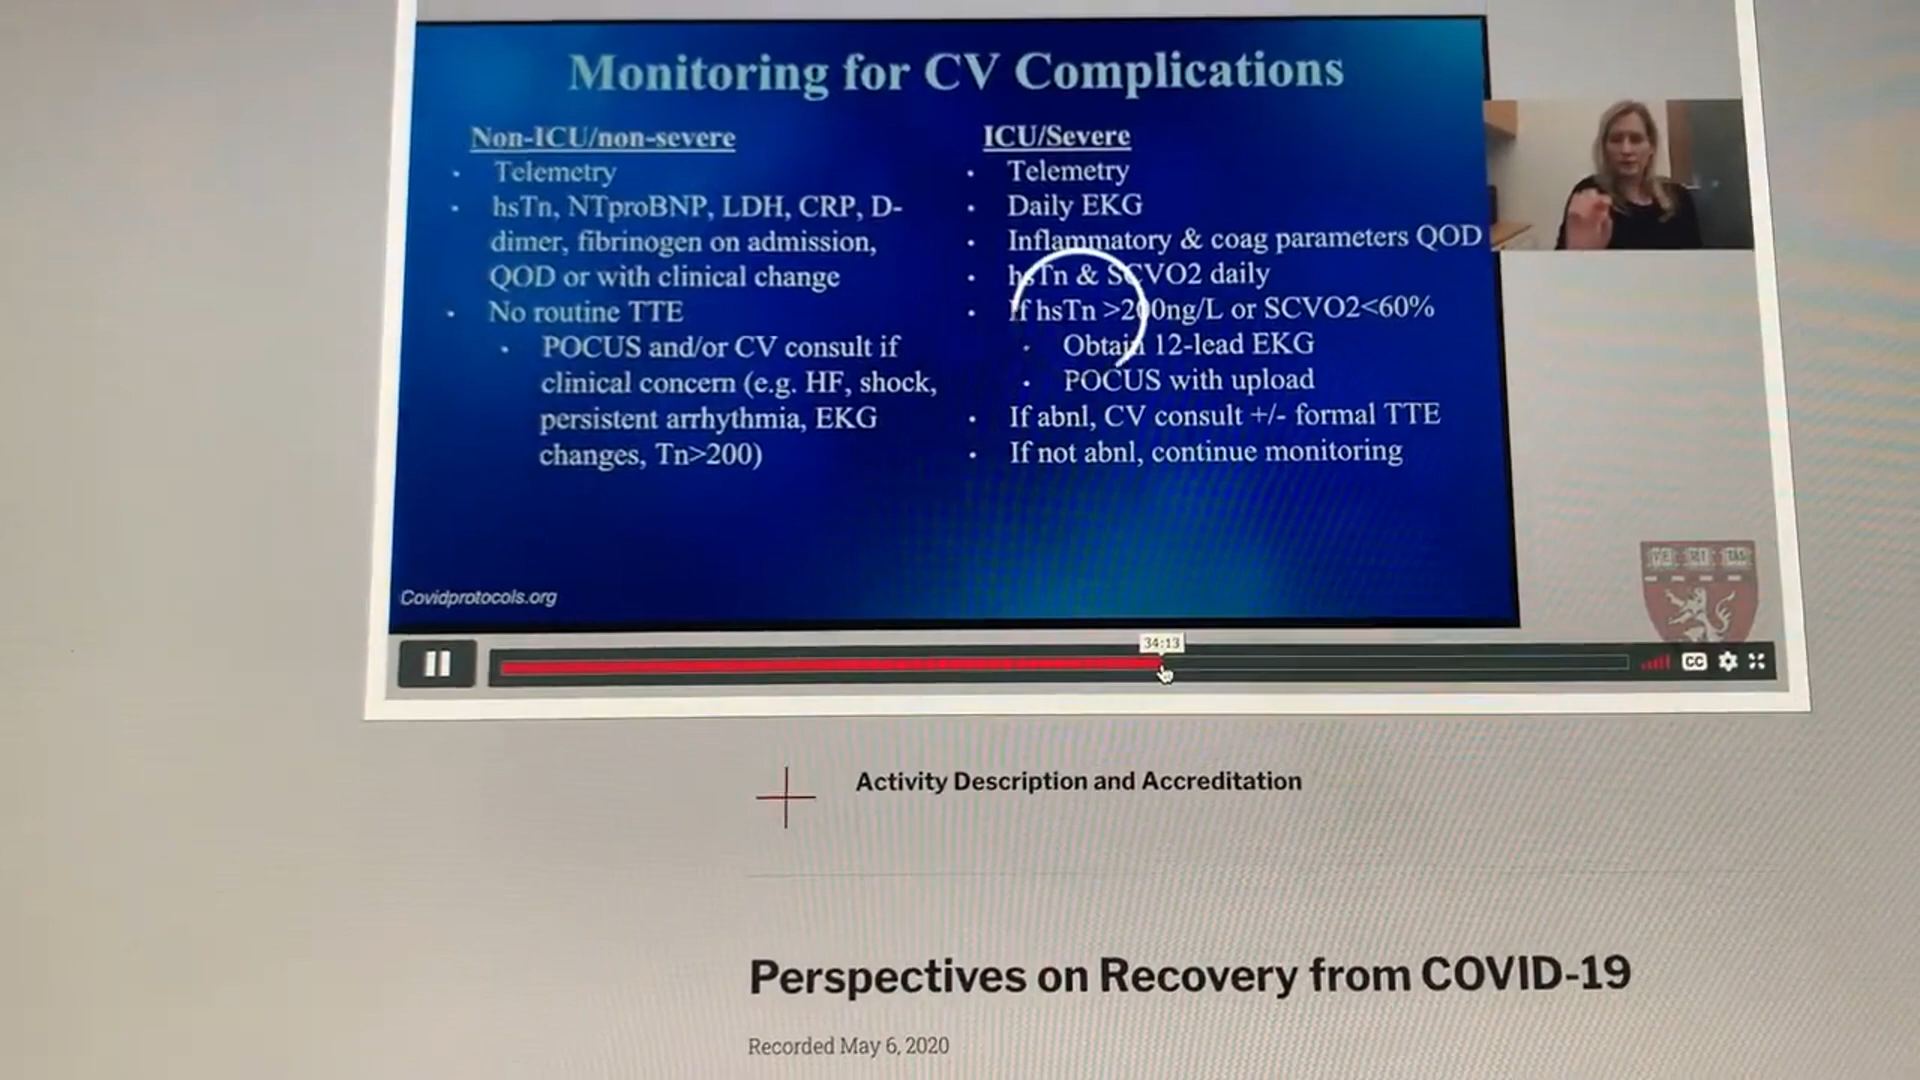 Monitoring for CV Complications
Non-ICU/non-severe
• Telemetry
• hsTn, NTproBNP, LDH, CRP, D-
dimer, fibrinogen on admission,
QOD or with clinical change
• No routine TTE
• POCUS and/or CV consult if
clinical concern (e.g. HF, shock,
persistent arrhythmia, EKG
changes, Tn>200)
ICU/Severe
• Telemetry
• Daily EKG
• Inflammatory & coag parameters QOD
• hsTn & SCVO2 daily
• If hsTn >200ng/L or SCVO2<60%
• Obtain 12-lead EKG
• POCUS with upload
• If abnl, CV consult +/- formal TTE
• If not abnl, continue monitoring
Covidprotocols.org
VE RI TAS
34:13
CC
Activity Description and Accreditation
Perspectives on Recovery from COVID-19
Recorded May 6, 2020